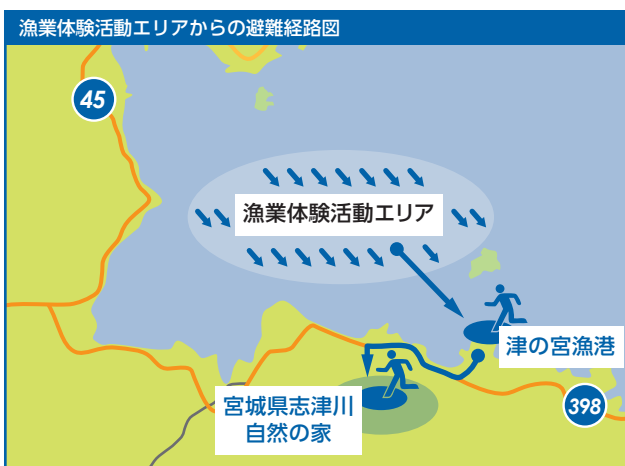 漁業体験活動エリアからの避難経路図
45
漁業体験活動エリア
津の宮漁港
宮城県志津川
自然の家
398